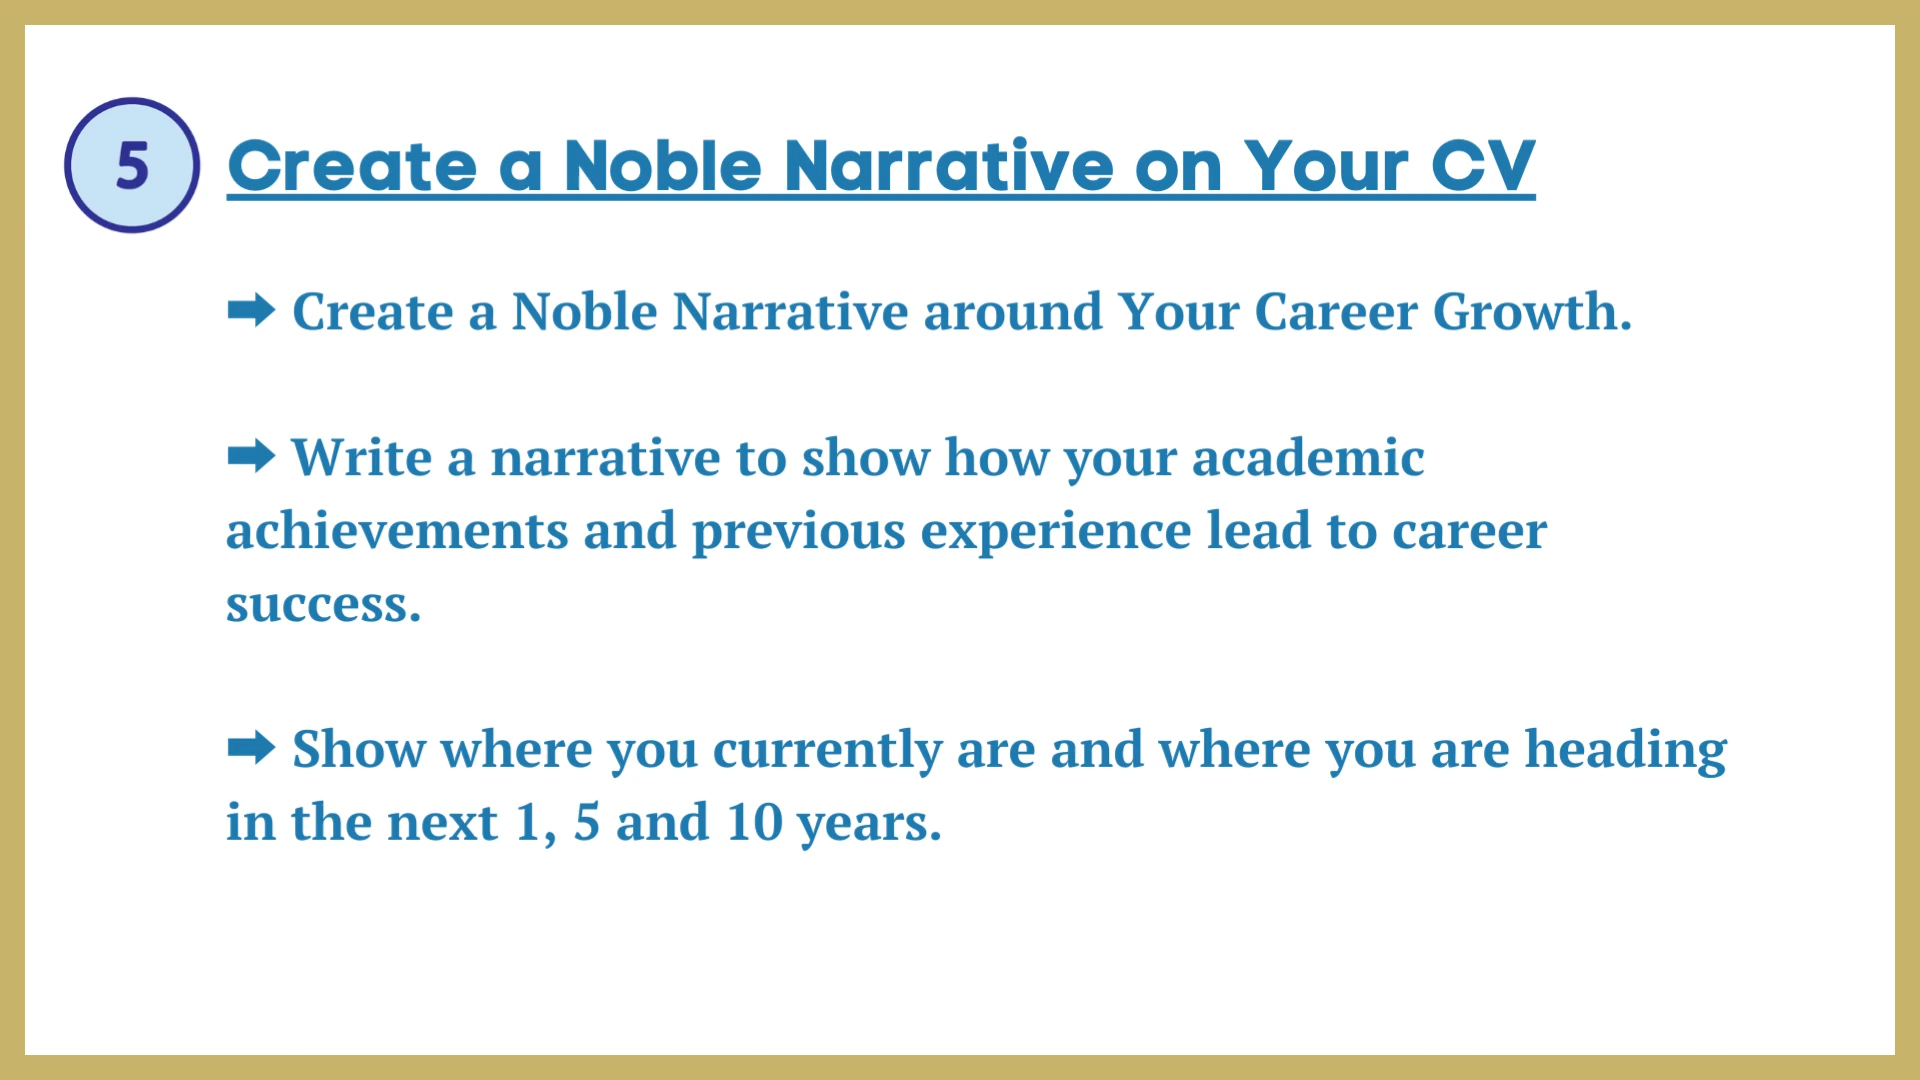 5
Create a Noble Narrative on Your CV
➡ Create a Noble Narrative around Your Career Growth.
➡ Write a narrative to show how your academic
achievements and previous experience lead to career
success.
➡ Show where you currently are and where you are heading
in the next 1, 5 and 10 years.